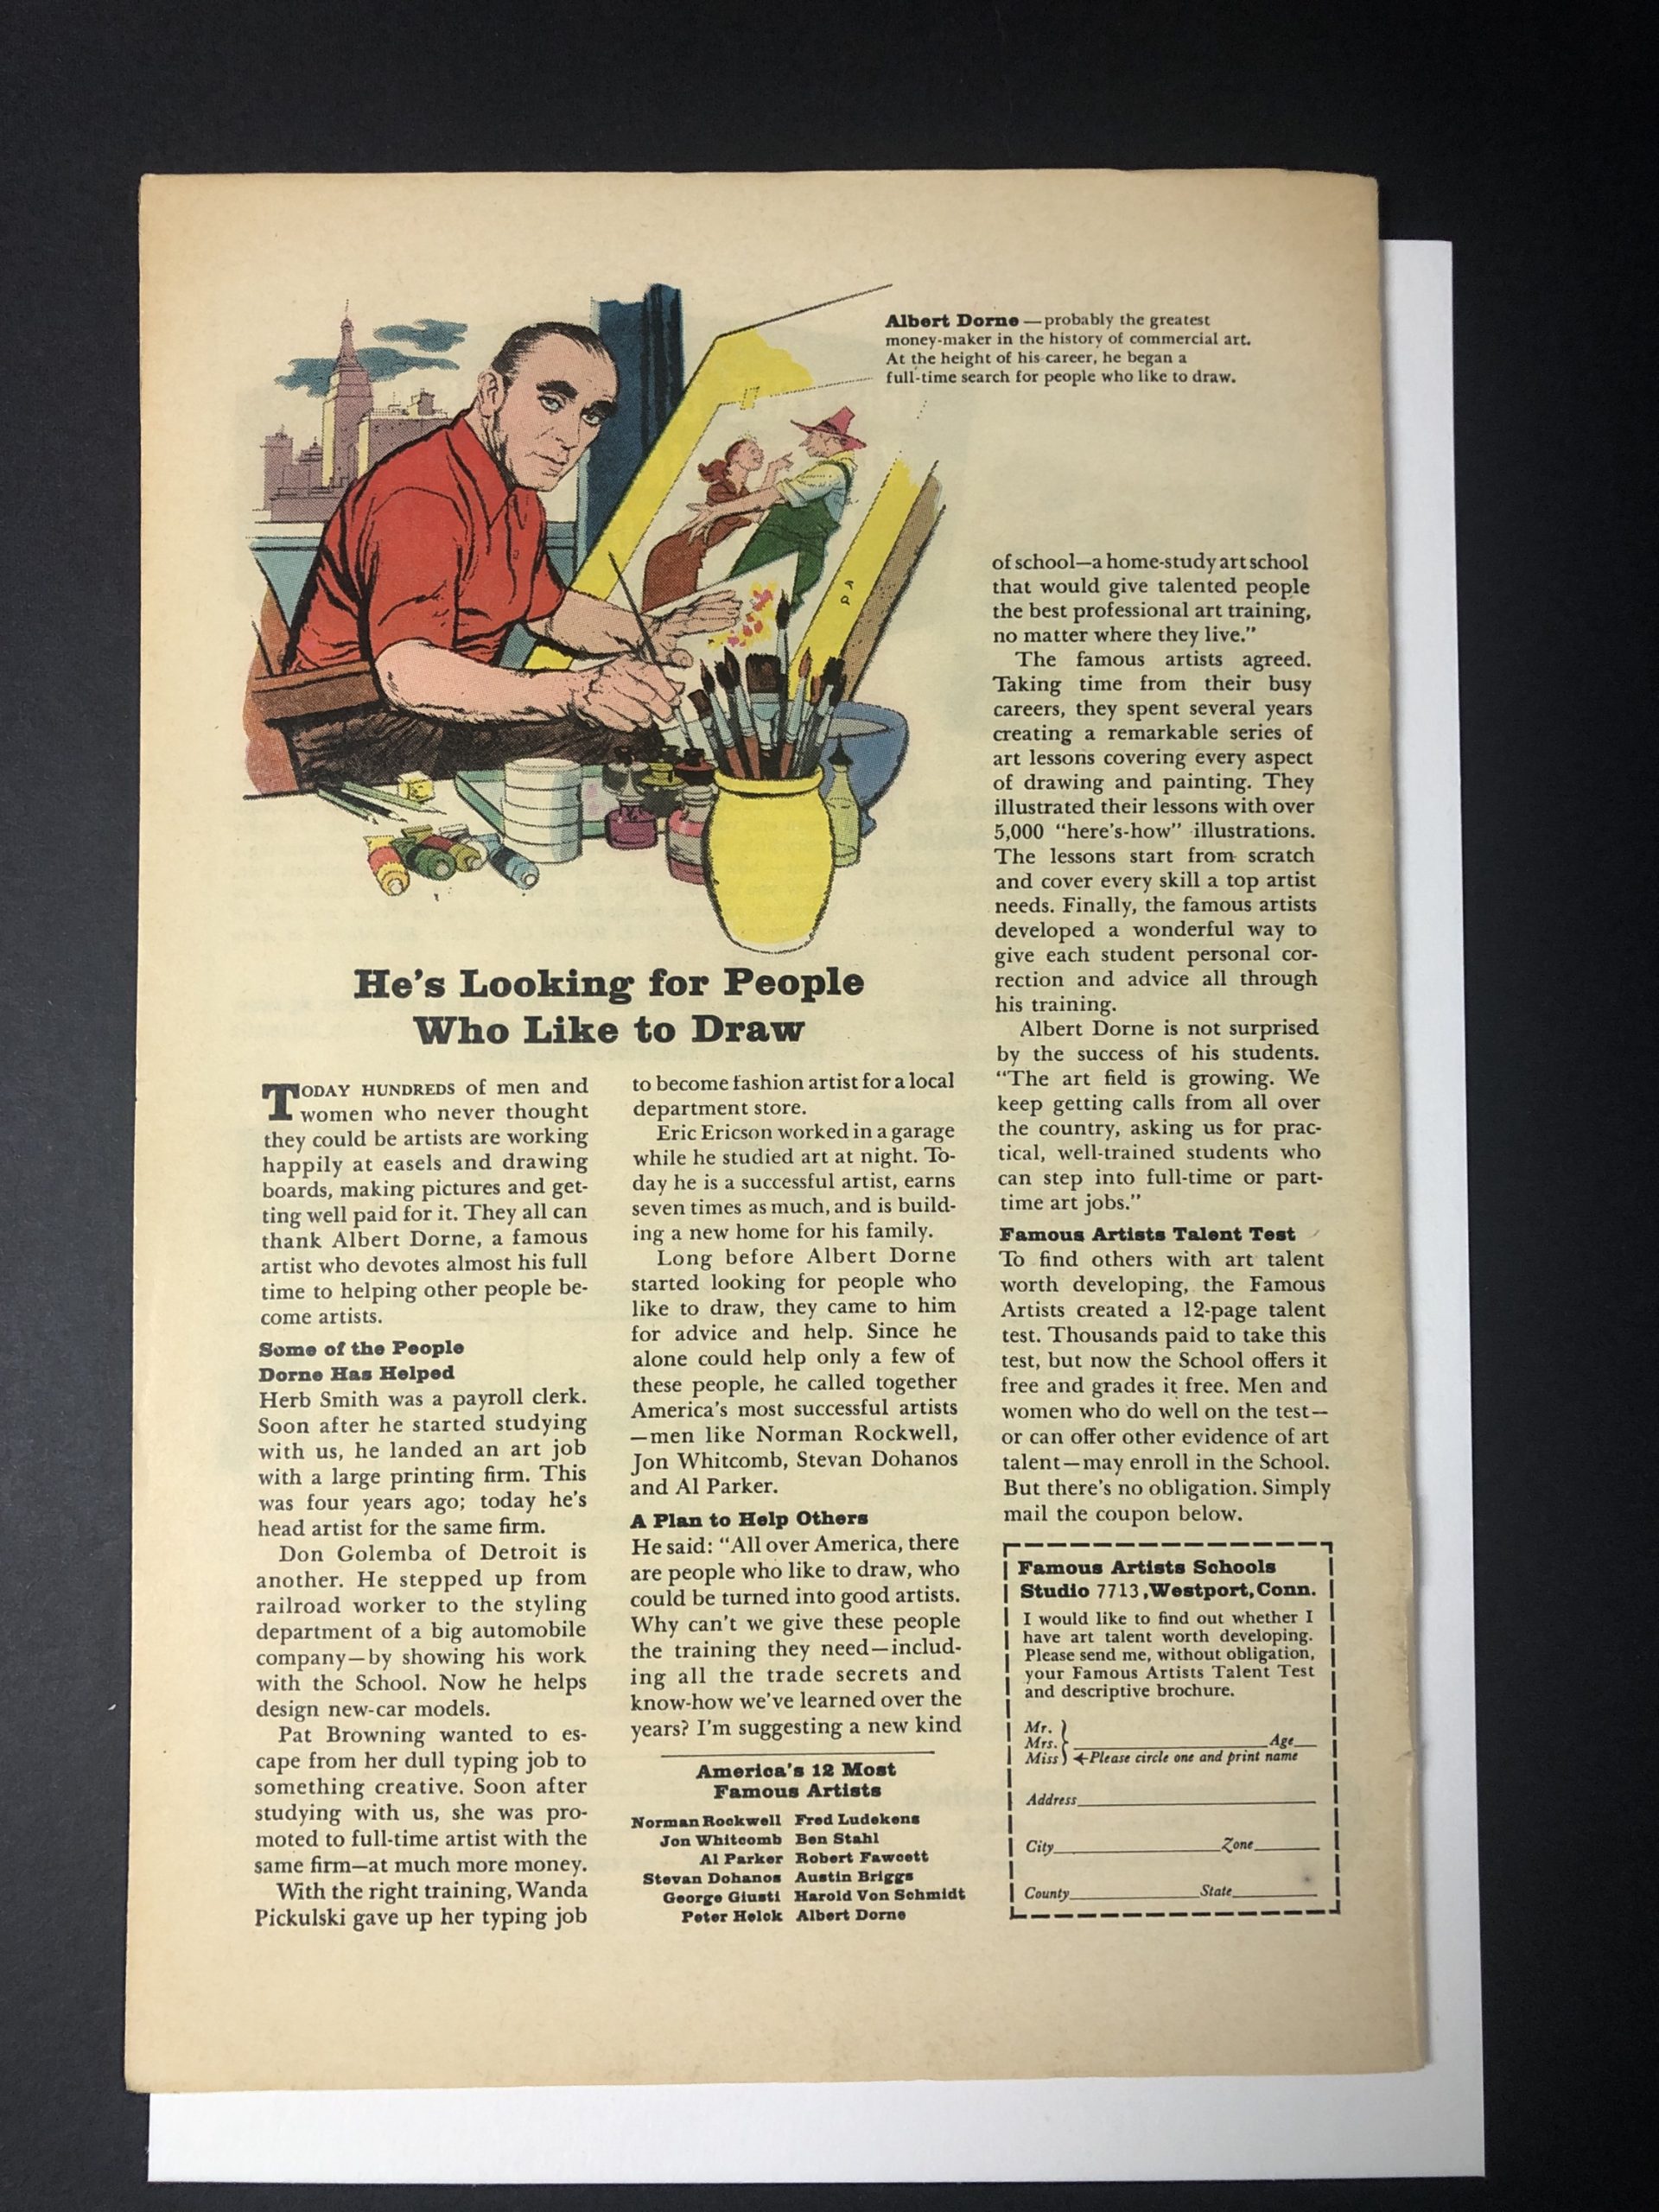 Albert Dorne — probably the greatest
money-maker in the history of commercial art.
At the height of his career, he began a
full-time search for people who like to draw.
He's Looking for People
Who Like to Draw
TODAY HUNDREDS of men and
women who never thought
they could be artists are working
happily at easels and drawing
boards, making pictures and get-
ting well paid for it. They all can
thank Albert Dorne, a famous
artist who devotes almost his full
time to helping other people be-
come artists.
Some of the People
Dorne Has Helped
Herb Smith was a payroll clerk.
Soon after he started studying
with us, he landed an art job
with a large printing firm. This
was four years ago; today he's
head artist for the same firm.
Don Golemba of Detroit is
another. He stepped up from
railroad worker to the styling
department of a big automobile
company—by showing his work
with the School. Now he helps
design new-car models.
Pat Browning wanted to es-
cape from her dull typing job to
something creative. Soon after
studying with us, she was pro-
moted to full-time artist with the
same firm—at much more money.
With the right training, Wanda
Pickulski gave up her typing job
to become fashion artist for a local
department store.
Eric Ericson worked in a garage
while he studied art at night. To-
day he is a successful artist, earns
seven times as much, and is build-
ing a new home for his family.
Long before Albert Dorne
started looking for people who
like to draw, they came to him
for advice and help. Since he
alone could help only a few of
these people, he called together
America's most successful artists
—men like Norman Rockwell,
Jon Whitcomb, Stevan Dohanos
and Al Parker.
A Plan to Help Others
He said: "All over America, there
are people who like to draw, who
could be turned into good artists.
Why can't we give these people
the training they need—includ-
ing all the trade secrets and
know-how we've learned over the
years? I'm suggesting a new kind
America's 12 Most
Famous Artists
Norman Rockwell Fred Ludekens
Jon Whitcomb Ben Stahl
Al Parker Robert Fawcett
Stevan Dohanos Austin Briggs
George Giusti Harold Von Schmidt
Peter Helck Albert Dorne
of school—a home-study art school
that would give talented people
the best professional art training,
no matter where they live."
The famous artists agreed.
Taking time from their busy
careers, they spent several years
creating a remarkable series of
art lessons covering every aspect
of drawing and painting. They
illustrated their lessons with over
5,000 "here's-how" illustrations.
The lessons start from scratch
and cover every skill a top artist
needs. Finally, the famous artists
developed a wonderful way to
give each student personal cor-
rection and advice all through
his training.
Albert Dorne is not surprised
by the success of his students.
"The art field is growing. We
keep getting calls from all over
the country, asking us for prac-
tical, well-trained students who
can step into full-time or part-
time art jobs."
Famous Artists Talent Test
To find others with art talent
worth developing, the Famous
Artists created a 12-page talent
test. Thousands paid to take this
test, but now the School offers it
free and grades it free. Men and
women who do well on the test—
or can offer other evidence of art
talent—may enroll in the School.
But there's no obligation. Simply
mail the coupon below.
Famous Artists Schools
Studio 7713, Westport, Conn.
I would like to find out whether I
have art talent worth developing.
Please send me, without obligation,
your Famous Artists Talent Test
and descriptive brochure.
Mr.
Mrs. Age
Miss ←Please circle one and print name
Address
City Zone
County State